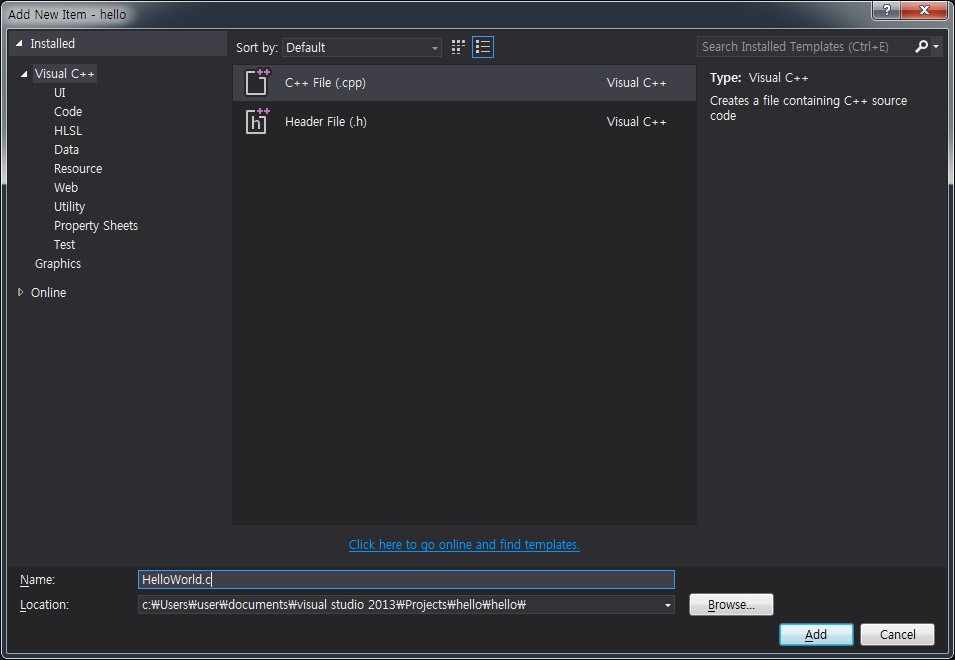 Add New Item - hello
Installed
Sort by: Default
Search Installed Templates (Ctrl+E)
Visual C++
UI
Code
HLSL
Data
Resource
Web
Utility
Property Sheets
Test
Graphics
Online
C++ File (.cpp) Visual C++
Header File (.h) Visual C++
Type: Visual C++
Creates a file containing C++ source
code
Click here to go online and find templates.
Name: HelloWorld.c
Location: c:₩Users₩user₩documents₩visual studio 2013₩Projects₩hello₩hello₩
Browse...
Add Cancel